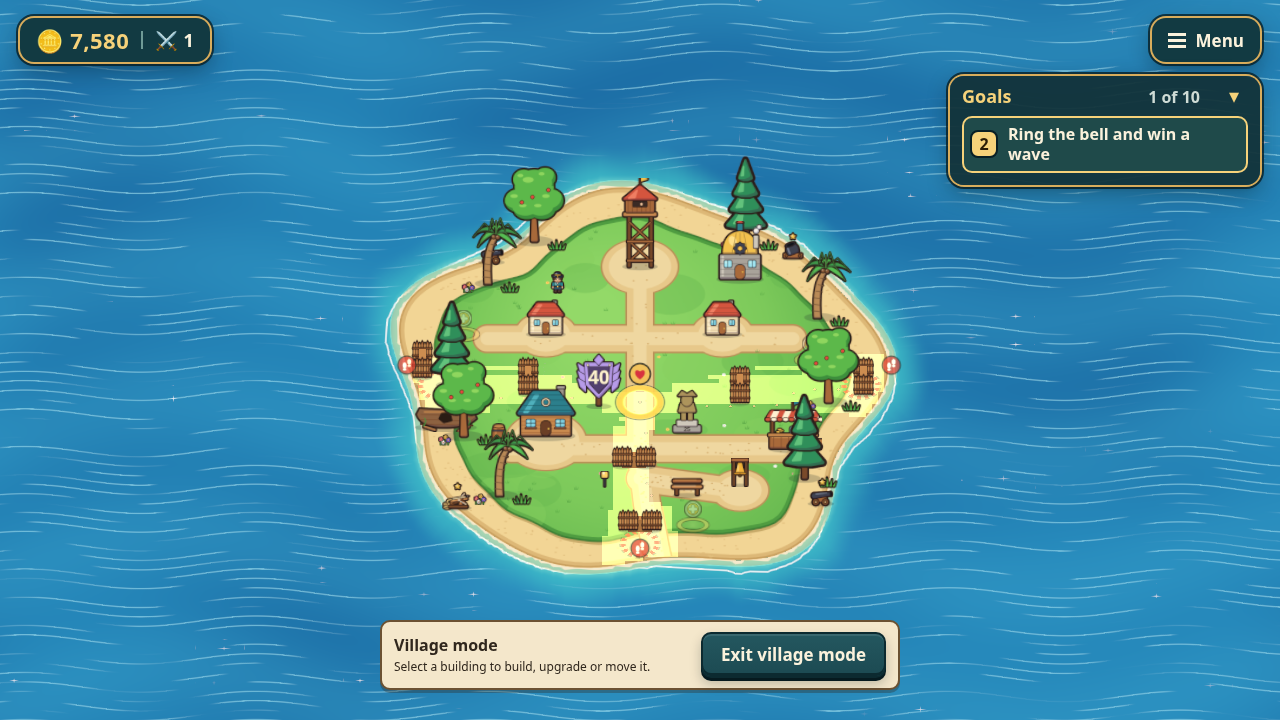 7,580
1
Menu
Goals
1 of 10
2
Ring the bell and win a
wave
40
Village mode
Select a building to build, upgrade or move it.
Exit village mode